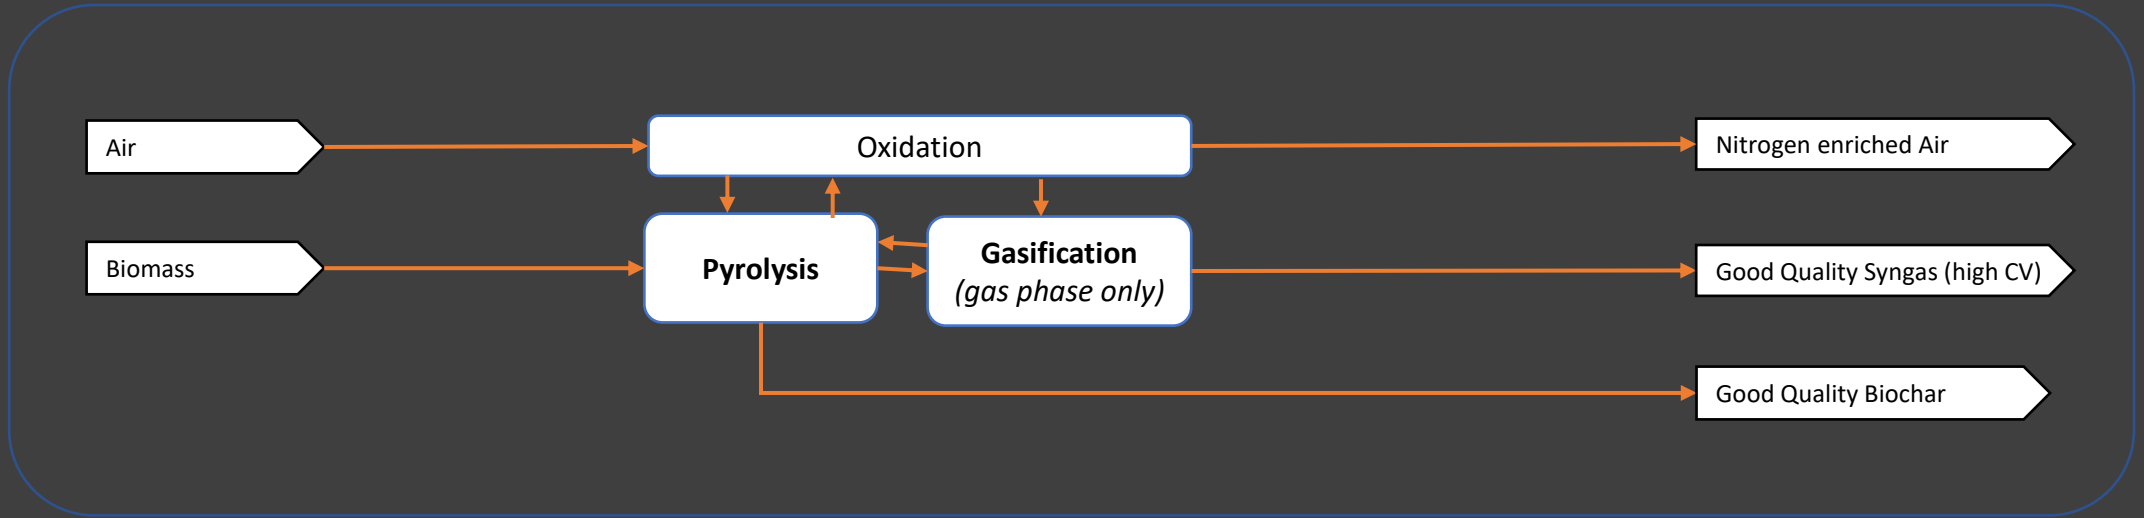 Air
Oxidation
Nitrogen enriched Air
Biomass
Pyrolysis
Gasification
(gas phase only)
Good Quality Syngas (high CV)
Good Quality Biochar